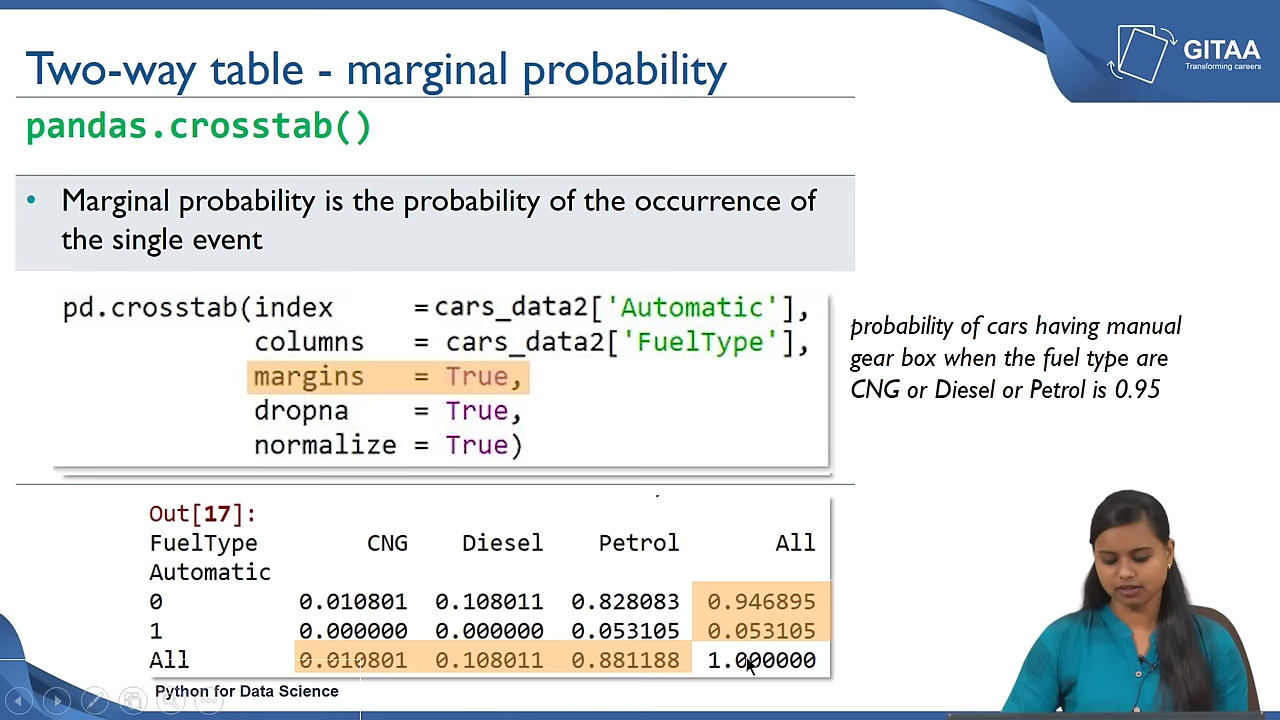 Two-way table - marginal probability
GITAA
Transforming careers
pandas.crosstab()
• Marginal probability is the probability of the occurrence of
the single event
pd.crosstab(index =cars_data2['Automatic'],
columns = cars_data2['FuelType'],
margins = True,
dropna = True,
normalize = True)
probability of cars having manual
gear box when the fuel type are
CNG or Diesel or Petrol is 0.95
Out[17]:
FuelType CNG Diesel Petrol All
Automatic
0 0.010801 0.108011 0.828083 0.946895
1 0.000000 0.000000 0.053105 0.053105
All 0.010801 0.108011 0.881188 1.000000
Python for Data Science